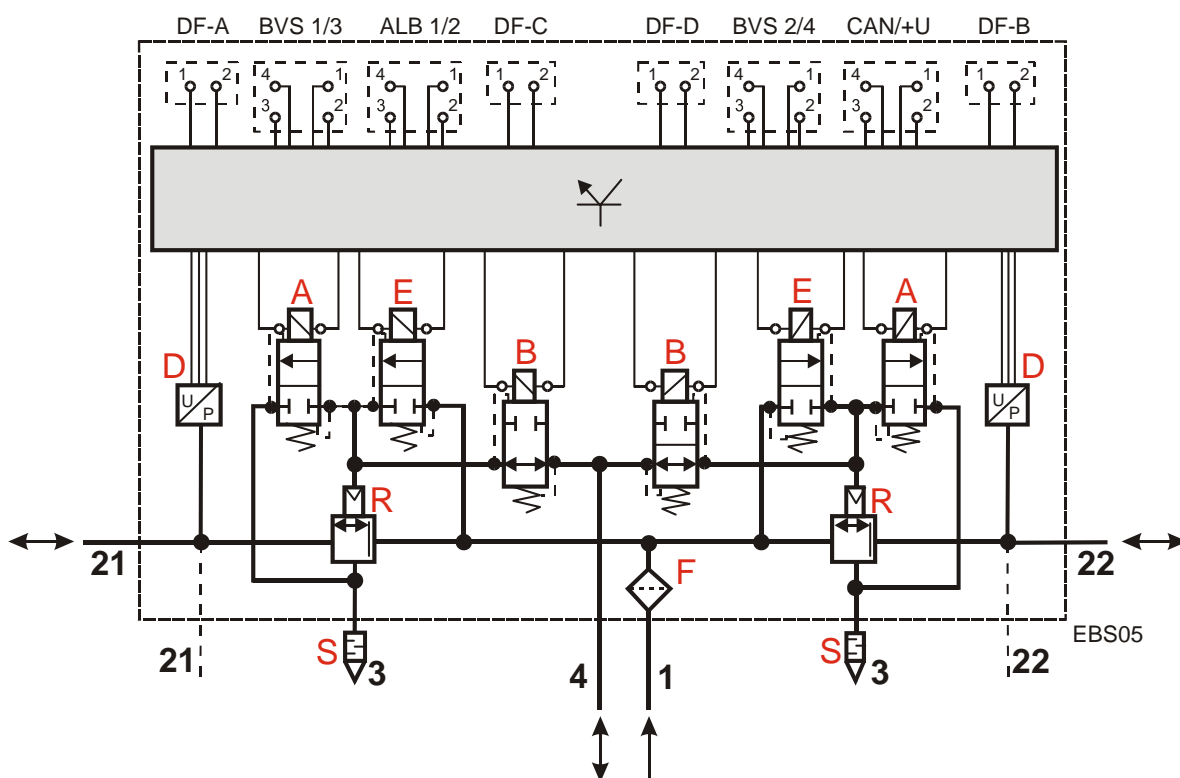 DF-A BVS 1/3 ALB 1/2 DF-C DF-D BVS 2/4 CAN/+U DF-B
1 2 4 1 4 1 1 2 1 2 4 1 4 1 1 2
3 2 3 2 3 2 3 2
A E E A
D B B D
U P U P
R R
21 F 22
EBS05
21 S 3 4 1 S 3 22